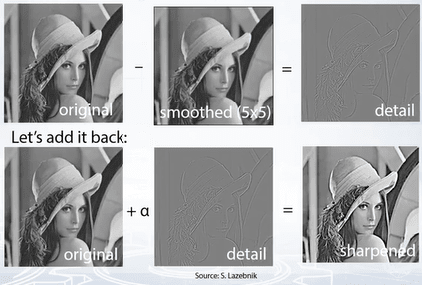 original
–
smoothed (5x5)
=
detail
Let's add it back:
original
+ α
detail
=
sharpened
Source: S. Lazebnik